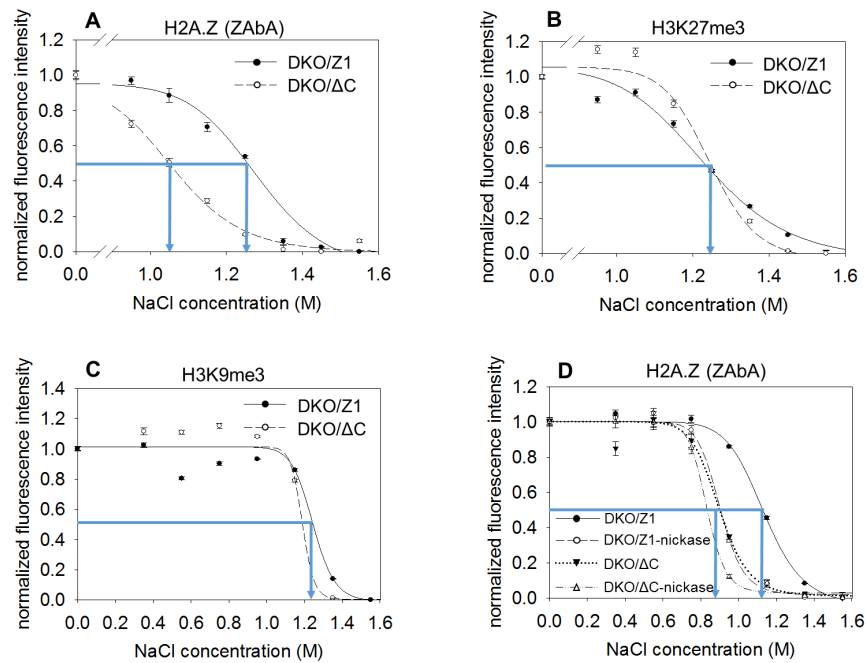 A
H2A.Z (ZAbA)
normalized fluorescence intensity
1.2
1.0
0.8
0.6
0.4
0.2
0.0
DKO/Z1
DKO/ΔC
0.0 1.0 1.2 1.4 1.6
NaCl concentration (M)
B
H3K27me3
normalized fluorescence intensity
1.2
1.0
0.8
0.6
0.4
0.2
0.0
DKO/Z1
DKO/ΔC
0.0 1.0 1.2 1.4 1.6
NaCl concentration (M)
C
H3K9me3
normalized fluorescence intensity
1.4
1.2
1.0
0.8
0.6
0.4
0.2
0.0
DKO/Z1
DKO/ΔC
0.0 0.2 0.4 0.6 0.8 1.0 1.2 1.4 1.6
NaCl concentration (M)
D
H2A.Z (ZAbA)
normalized fluorescence intensity
1.2
1.0
0.8
0.6
0.4
0.2
0.0
DKO/Z1
DKO/Z1-nickase
DKO/ΔC
DKO/ΔC-nickase
0.0 0.2 0.4 0.6 0.8 1.0 1.2 1.4 1.6
NaCl concentration (M)